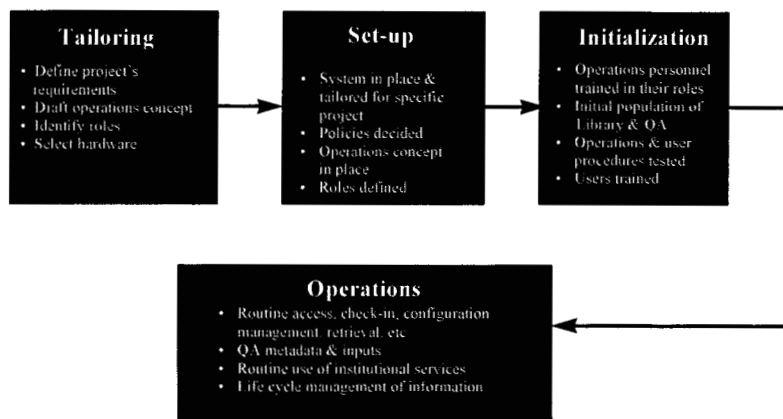 Tailoring
• Define project's
requirements
• Draft operations concept
• Identify roles
• Select hardware
Set-up
• System in place &
tailored for specific
project
• Policies decided
• Operations concept
in place
• Roles defined
Initialization
• Operations personnel
trained in their roles
• Initial population of
Library & QA
• Operations & user
procedures tested
• Users trained
Operations
• Routine access, check-in, configuration
management, retrieval, etc
• QA metadata & inputs
• Routine use of institutional services
• Life cycle management of information